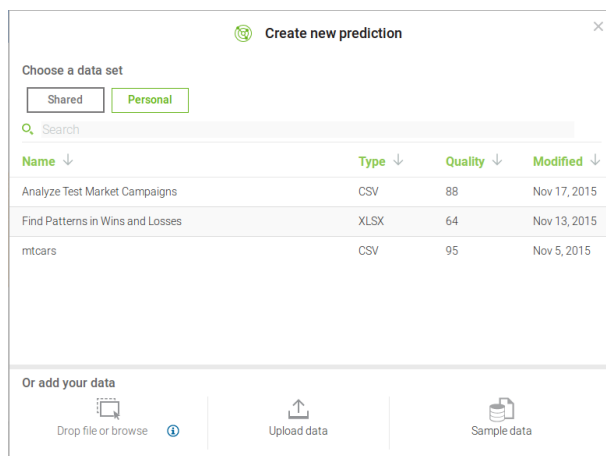 Create new prediction
Choose a data set
Shared Personal
Search
Name Type Quality Modified
Analyze Test Market Campaigns CSV 88 Nov 17, 2015
Find Patterns in Wins and Losses XLSX 64 Nov 13, 2015
mtcars CSV 95 Nov 5, 2015
Or add your data
Drop file or browse Upload data Sample data